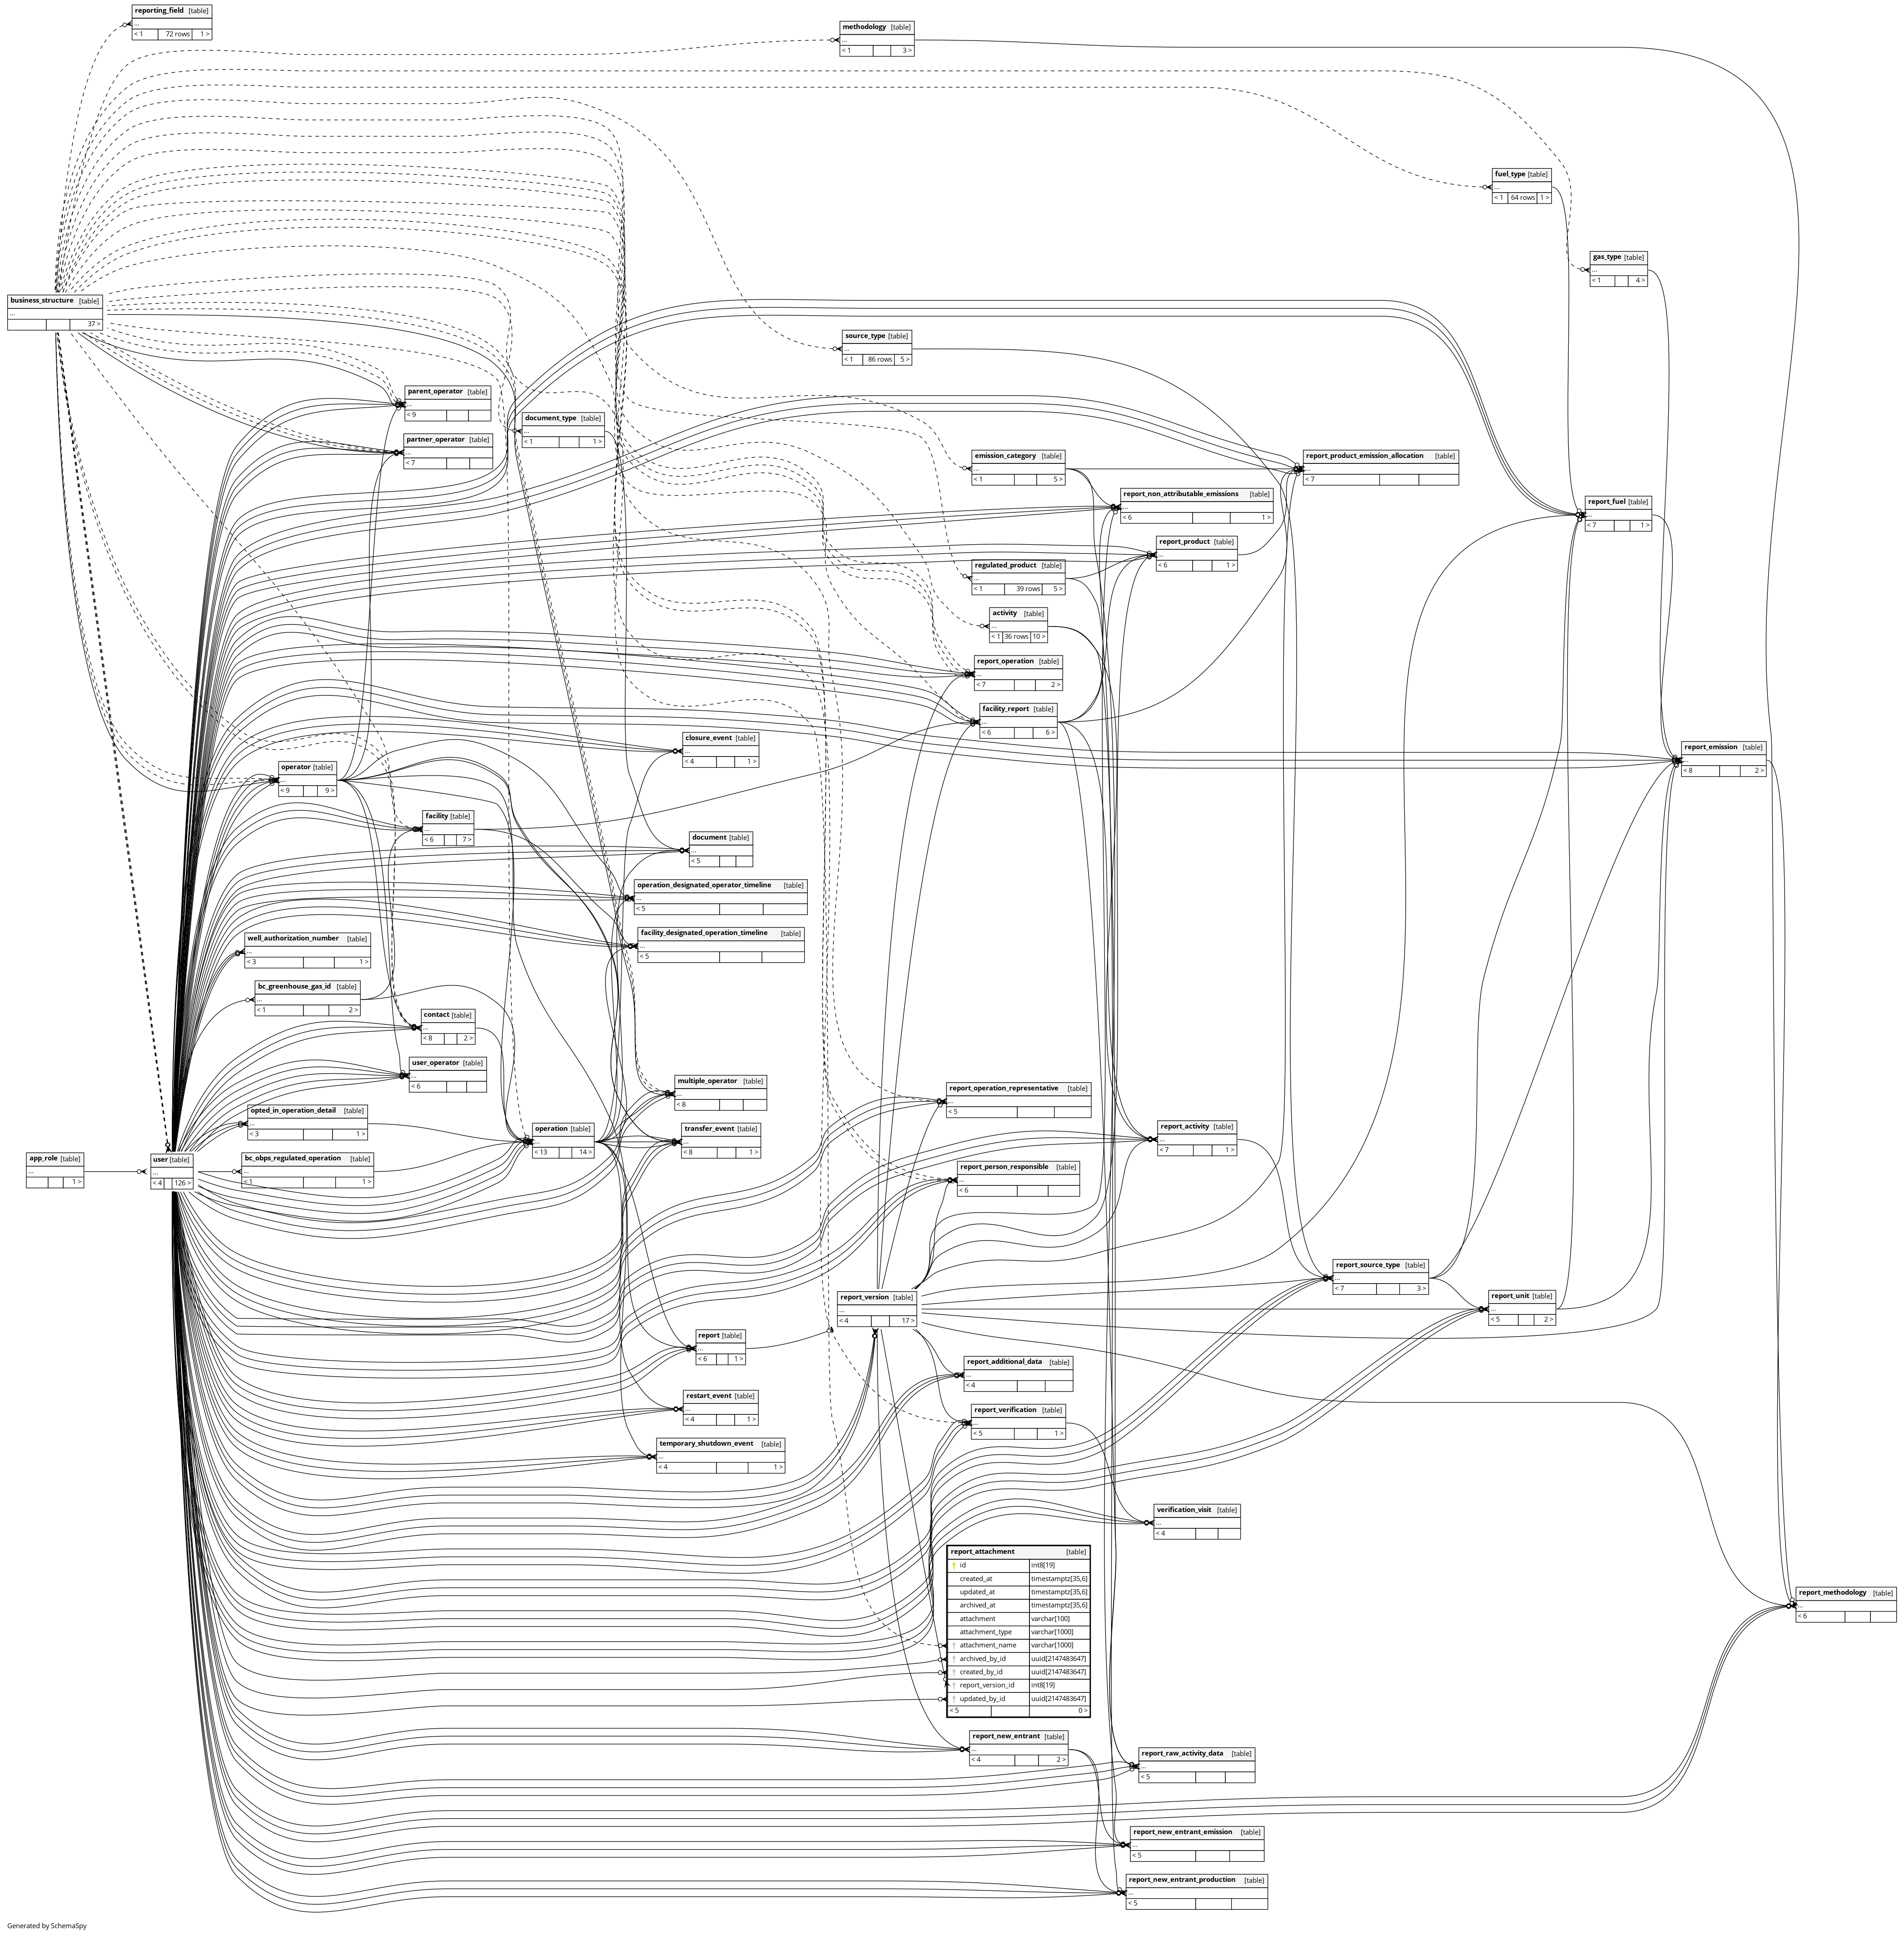 reporting_field [table]
...
< 1 72 rows 1 >
methodology [table]
...
< 1 3 >
fuel_type [table]
...
< 1 64 rows 1 >
gas_type [table]
...
< 1 4 >
business_structure [table]
...
37 >
source_type [table]
...
< 1 86 rows 5 >
parent_operator [table]
...
< 9
document_type [table]
...
< 1 1 >
partner_operator [table]
...
< 7
emission_category [table]
...
< 1 5 >
report_product_emission_allocation [table]
...
< 7
report_non_attributable_emissions [table]
...
< 6 1 >
report_fuel [table]
...
< 7 1 >
report_product [table]
...
< 6 1 >
regulated_product [table]
...
< 1 39 rows 5 >
activity [table]
...
< 1 36 rows 10 >
report_operation [table]
...
< 7 2 >
facility_report [table]
...
< 6 6 >
closure_event [table]
...
< 4 1 >
report_emission [table]
...
< 8 2 >
operator [table]
...
< 9 9 >
facility [table]
...
< 6 7 >
document [table]
...
< 5
operation_designated_operator_timeline [table]
...
< 5
facility_designated_operation_timeline [table]
...
< 5
well_authorization_number [table]
...
< 3 1 >
bc_greenhouse_gas_id [table]
...
< 1 2 >
contact [table]
...
< 8 2 >
user_operator [table]
...
< 6
multiple_operator [table]
...
< 8
report_operation_representative [table]
...
< 5
opted_in_operation_detail [table]
...
< 3 1 >
operation [table]
...
< 13 14 >
transfer_event [table]
...
< 8 1 >
report_activity [table]
...
< 7 1 >
app_role [table]
...
1 >
user [table]
...
< 4 126 >
bc_obps_regulated_operation [table]
...
< 1 1 >
report_person_responsible [table]
...
< 6
report_source_type [table]
...
< 7 3 >
report_version [table]
...
< 4 17 >
report_unit [table]
...
< 5 2 >
report [table]
...
< 6 1 >
report_additional_data [table]
...
< 4
restart_event [table]
...
< 4 1 >
report_verification [table]
...
< 5 1 >
temporary_shutdown_event [table]
...
< 4 1 >
verification_visit [table]
...
< 4
report_attachment [table]
id int8[19]
created_at timestamptz[35,6]
updated_at timestamptz[35,6]
archived_at timestamptz[35,6]
attachment varchar[100]
attachment_type varchar[1000]
attachment_name varchar[1000]
archived_by_id uuid[2147483647]
created_by_id uuid[2147483647]
report_version_id int8[19]
updated_by_id uuid[2147483647]
< 5 0 >
report_methodology [table]
...
< 6
report_new_entrant [table]
...
< 4 2 >
report_raw_activity_data [table]
...
< 5
report_new_entrant_emission [table]
...
< 5
report_new_entrant_production [table]
...
< 5
Generated by SchemaSpy